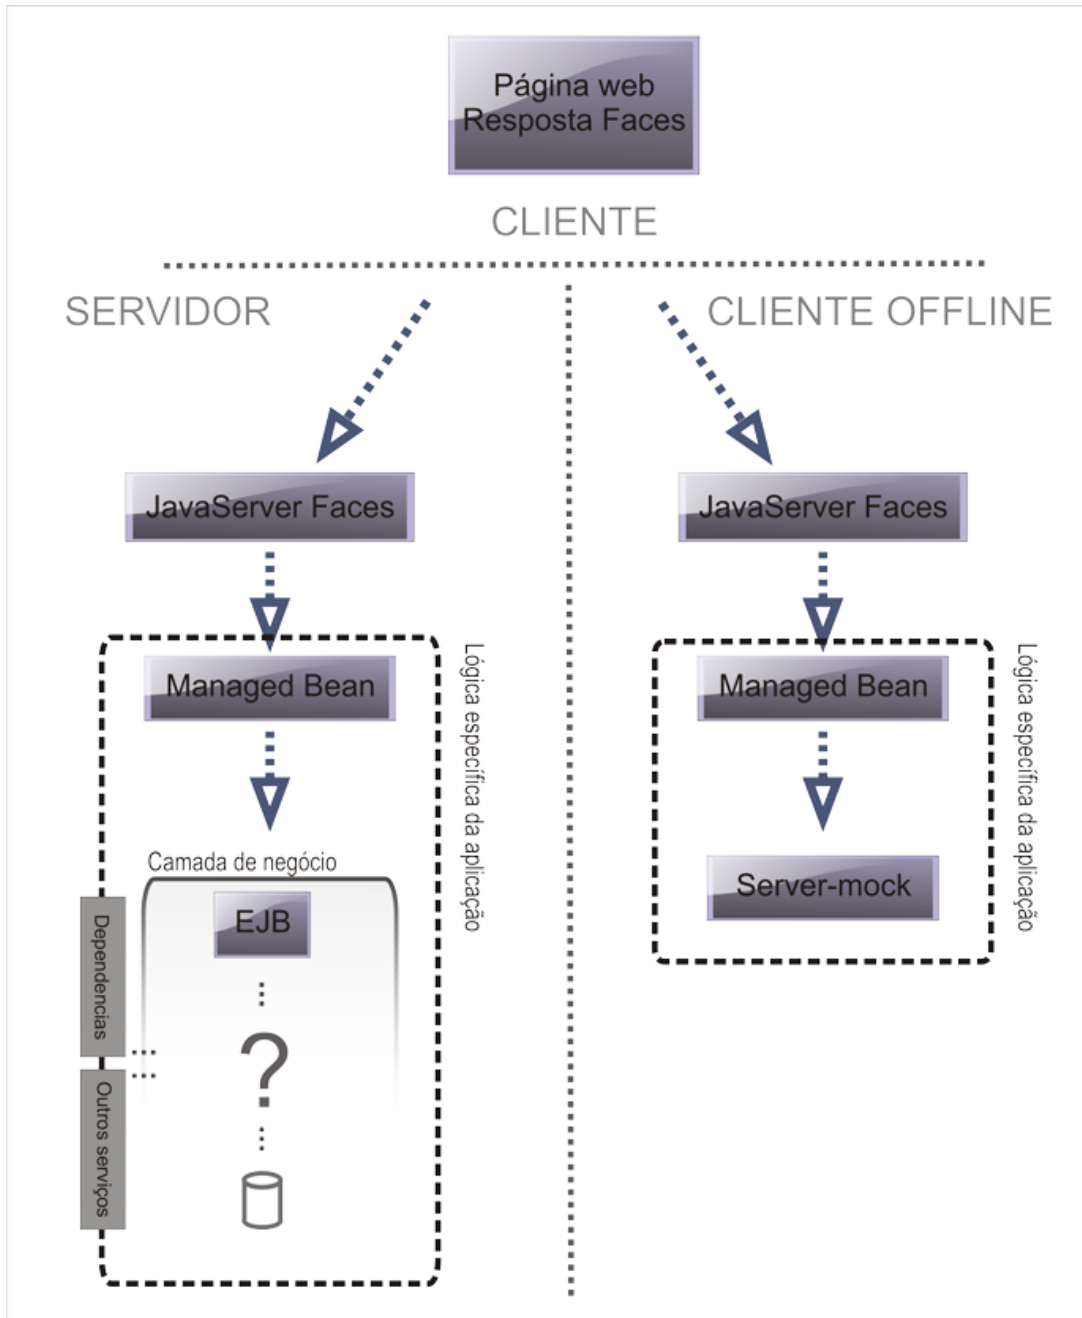 Página web
Resposta Faces
CLIENTE
SERVIDOR
CLIENTE OFFLINE
JavaServer Faces
JavaServer Faces
Managed Bean
Lógica específica da aplicação
Managed Bean
Lógica específica da aplicação
Camada de negócio
EJB
Server-mock
Dependencias
?
Outros serviços